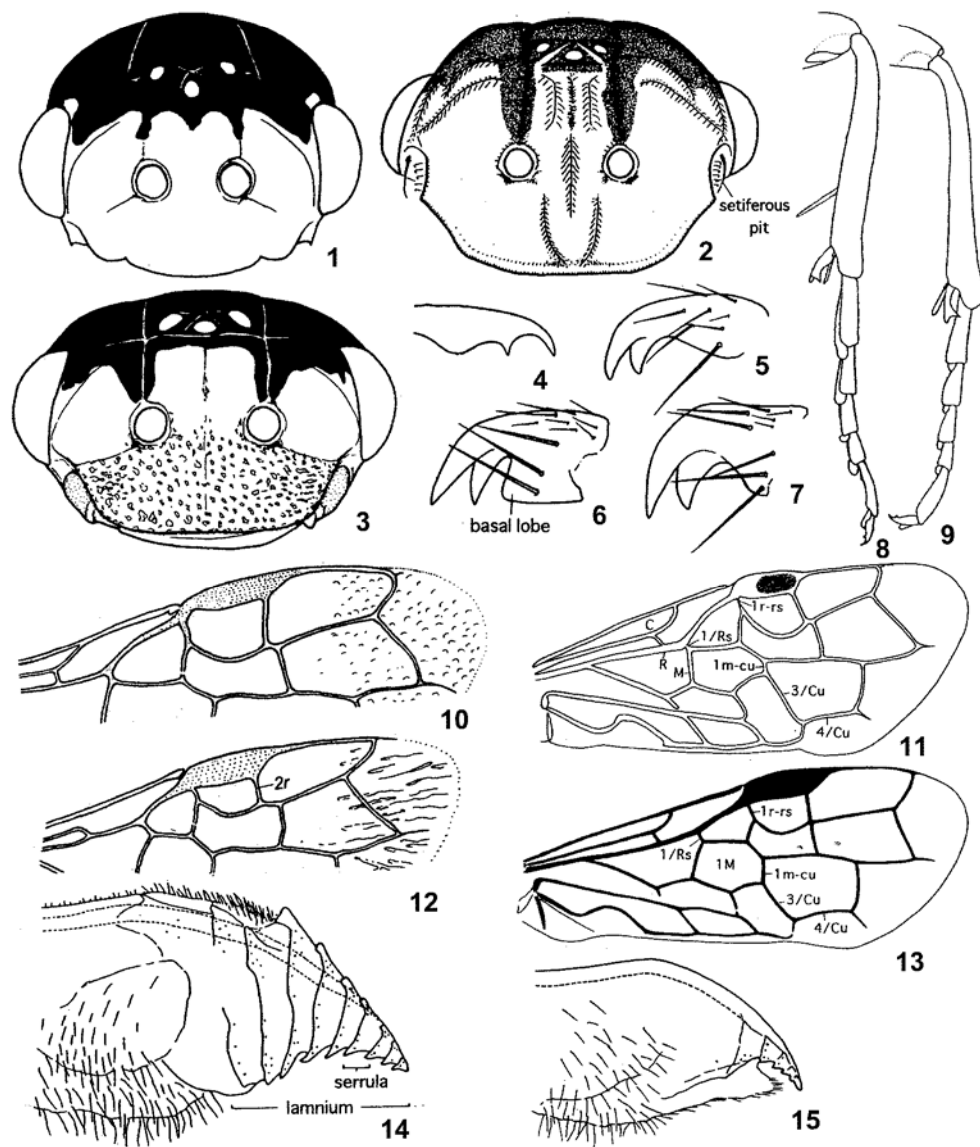 1
2
setiferous
pit
3
4
5
6
basal lobe
7
8
9
10
C
1/Rs
R
M
1r-rs
1m-cu
3/Cu
4/Cu
11
2r
12
1r-rs
1/Rs
1M
1m-cu
3/Cu
4/Cu
13
serrula
lamnium
14
15